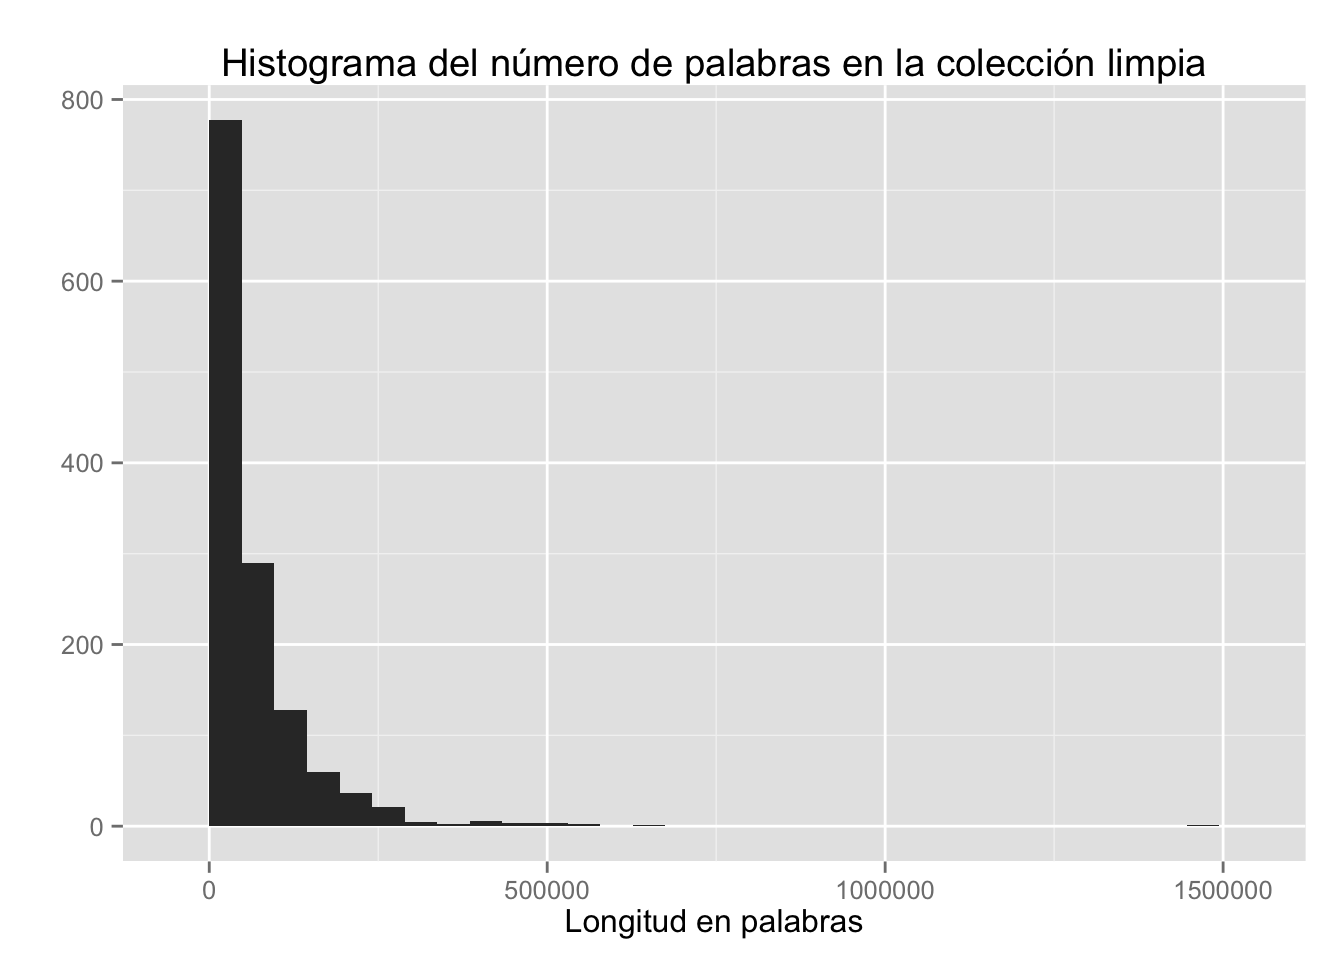 Histograma del número de palabras en la colección limpia
800
600
400
200
0
0 500000 1000000 1500000
Longitud en palabras